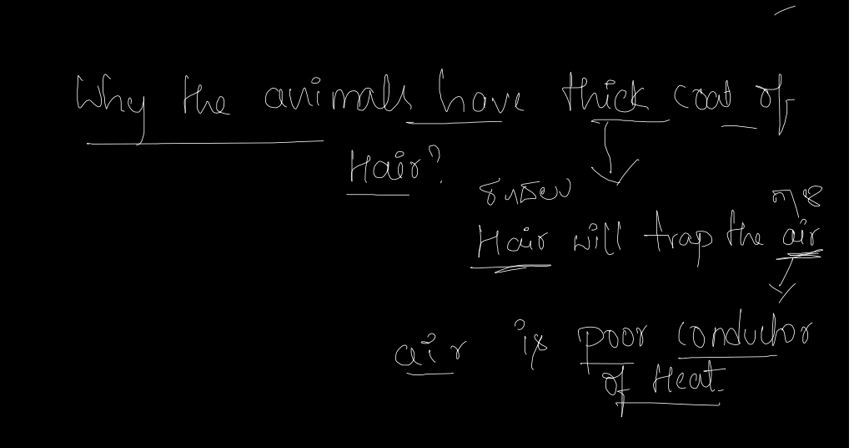 Why the animals have thick coat of
Hair?
Hair will trap the air
air is poor conductor
of Heat.